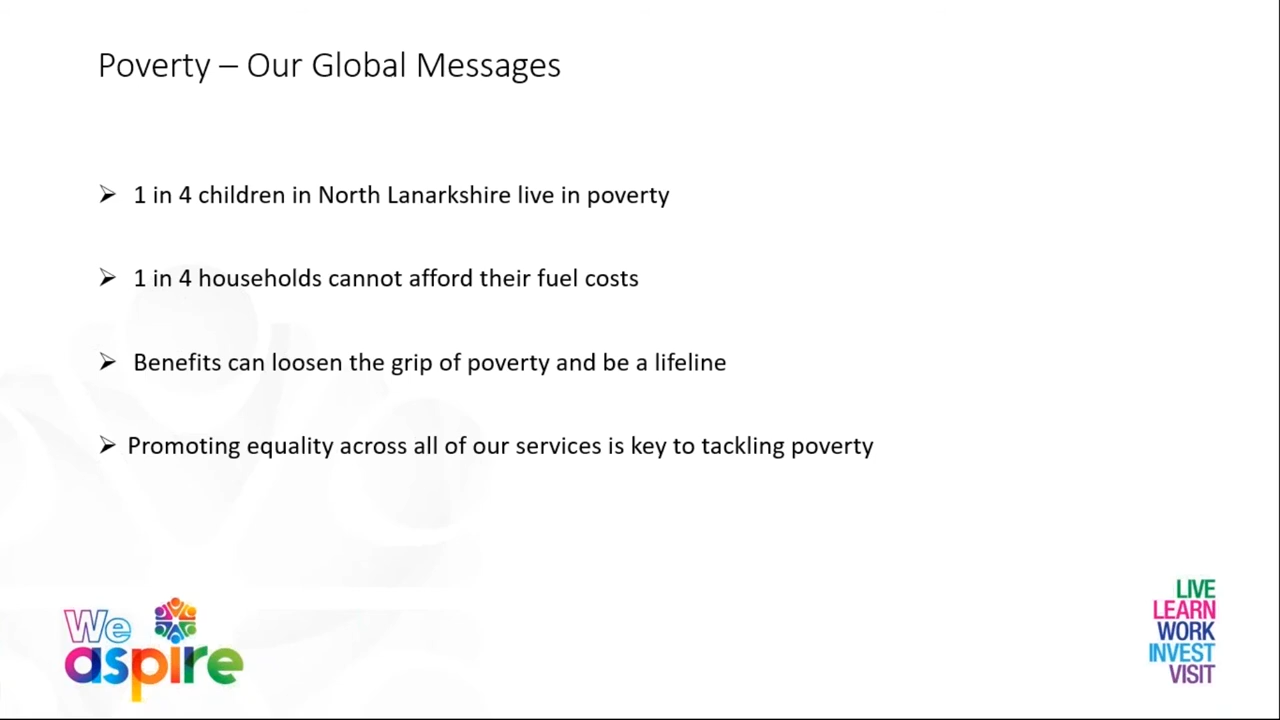 Poverty – Our Global Messages
➢ 1 in 4 children in North Lanarkshire live in poverty
➢ 1 in 4 households cannot afford their fuel costs
➢ Benefits can loosen the grip of poverty and be a lifeline
➢ Promoting equality across all of our services is key to tackling poverty
We
aspire
LIVE
LEARN
WORK
INVEST
VISIT